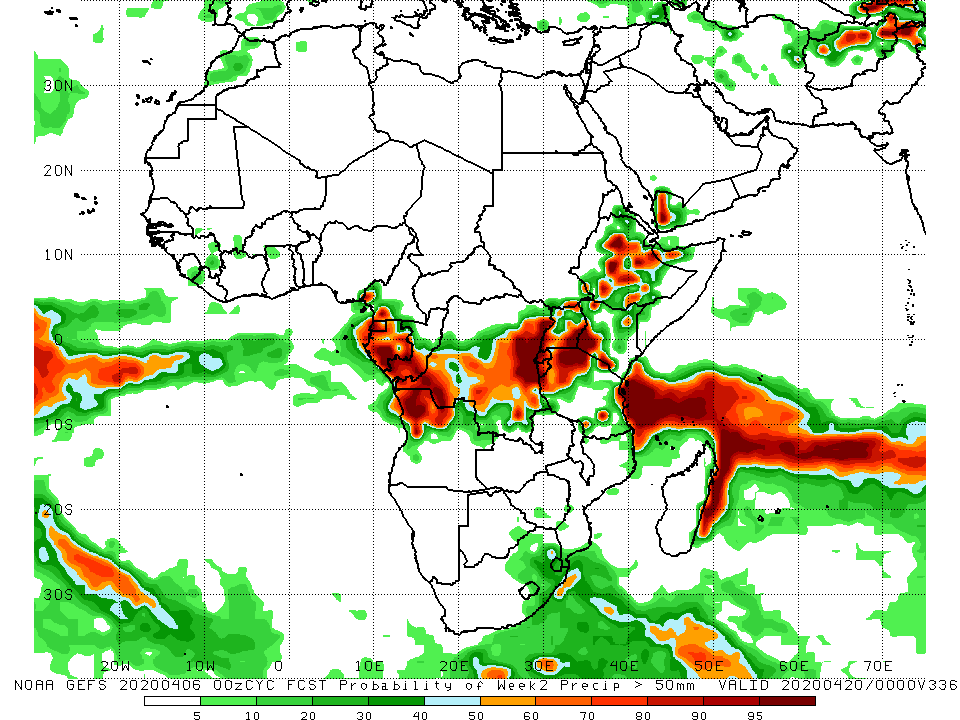 30N
20N
10N
0
10S
20S
30S
20W 10W 0 10E 20E 30E 40E 50E 60E 70E
NOAA GEFS 20200406 00zCYC FCST Probability of Week2 Precip > 50mm VALID 20200420/0000V336
5 10 20 30 40 50 60 70 80 90 95